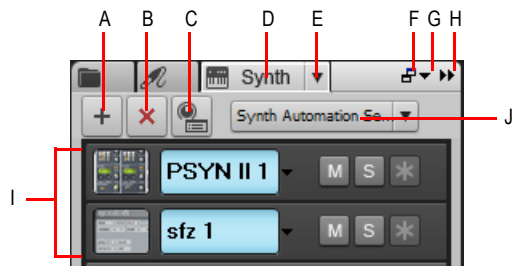 A B C D E F G H
Synth
Synth Automation Se... J
I
PSYN II 1 M S
sfz 1 M S